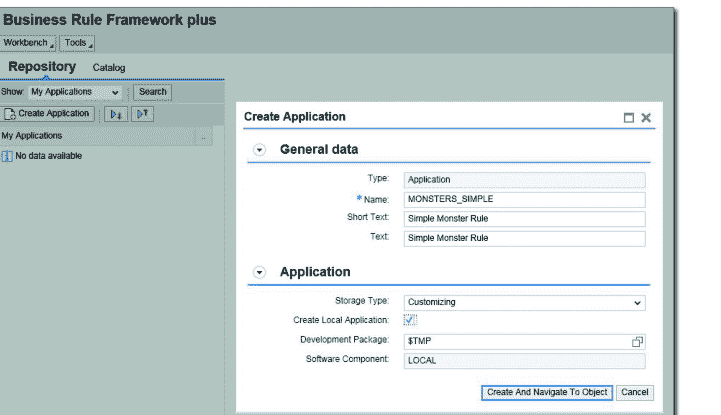 Business Rule Framework plus
Workbench Tools
Repository Catalog
Show: My Applications Search
Create Application
My Applications ..
No data available
Create Application
General data
Type: Application
* Name: MONSTERS_SIMPLE
Short Text: Simple Monster Rule
Text: Simple Monster Rule
Application
Storage Type: Customizing
Create Local Application:
Development Package: $TMP
Software Component: LOCAL
Create And Navigate To Object Cancel